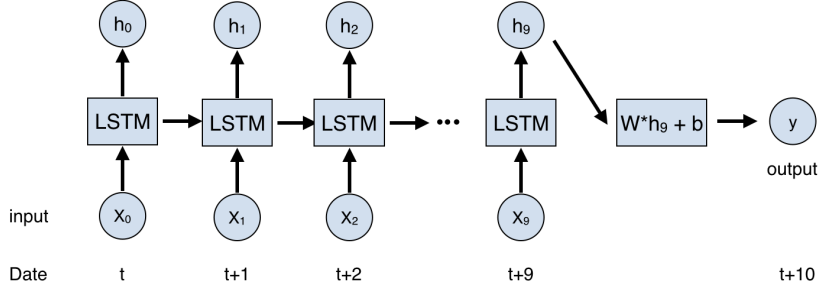 h₀ h₁ h₂ h₉
LSTM LSTM LSTM ••• LSTM W*h₉ + b y
output
input X₀ X₁ X₂ X₉
Date t t+1 t+2 t+9 t+10